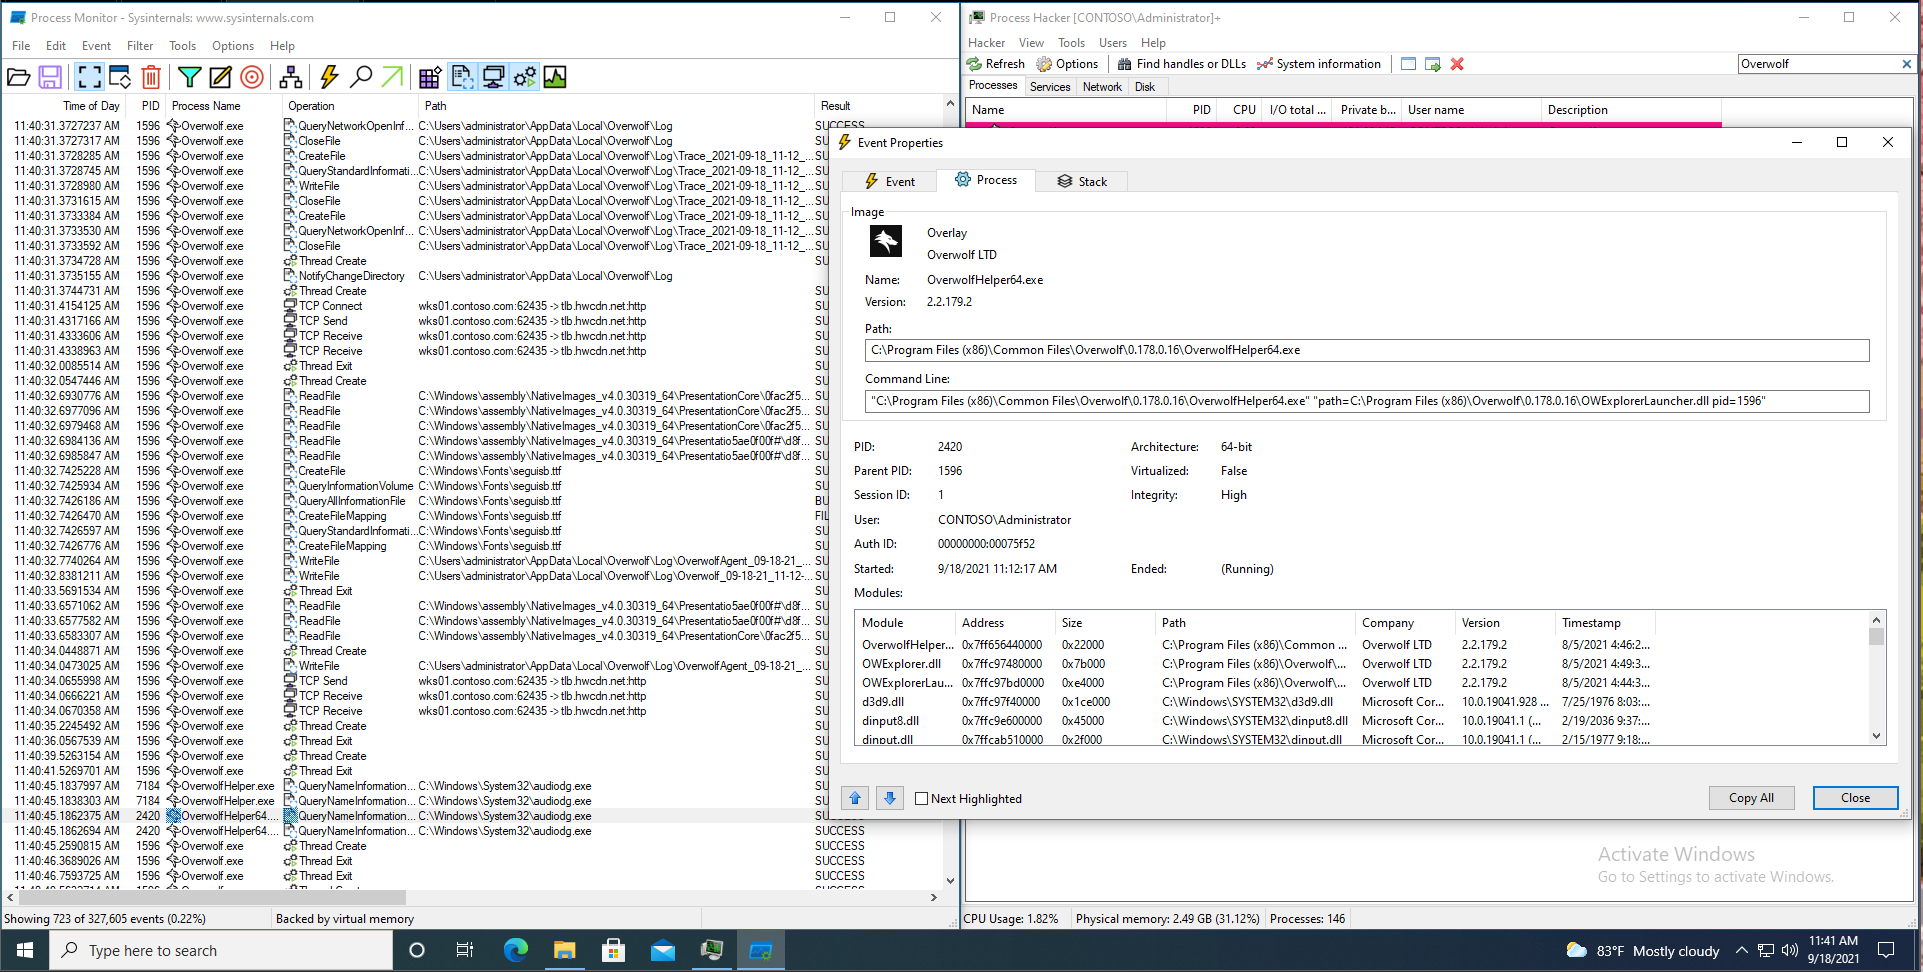 Process Monitor - Sysinternals: www.sysinternals.com
File Edit Event Filter Tools Options Help
Time of Day PID Process Name Operation Path Result
11:40:31.3727237 AM 1596 Overwolf.exe QueryNetworkOpenInf... C:\Users\administrator\AppData\Local\Overwolf\Log SUCCESS
11:40:31.3727317 AM 1596 Overwolf.exe CloseFile C:\Users\administrator\AppData\Local\Overwolf\Log
11:40:31.3728285 AM 1596 Overwolf.exe CreateFile C:\Users\administrator\AppData\Local\Overwolf\Log\Trace_2021-09-18_11-12_... SU
11:40:31.3728745 AM 1596 Overwolf.exe QueryStandardInformati... C:\Users\administrator\AppData\Local\Overwolf\Log\Trace_2021-09-18_11-12_... SU
11:40:31.3728980 AM 1596 Overwolf.exe WriteFile C:\Users\administrator\AppData\Local\Overwolf\Log\Trace_2021-09-18_11-12_... SU
11:40:31.3731615 AM 1596 Overwolf.exe CloseFile C:\Users\administrator\AppData\Local\Overwolf\Log\Trace_2021-09-18_11-12_... SU
11:40:31.3733384 AM 1596 Overwolf.exe CreateFile C:\Users\administrator\AppData\Local\Overwolf\Log\Trace_2021-09-18_11-12_... SU
11:40:31.3733530 AM 1596 Overwolf.exe QueryNetworkOpenInf... C:\Users\administrator\AppData\Local\Overwolf\Log\Trace_2021-09-18_11-12_... SU
11:40:31.3733592 AM 1596 Overwolf.exe CloseFile C:\Users\administrator\AppData\Local\Overwolf\Log\Trace_2021-09-18_11-12_... SU
11:40:31.3734728 AM 1596 Overwolf.exe Thread Create SU
11:40:31.3735155 AM 1596 Overwolf.exe NotifyChangeDirectory C:\Users\administrator\AppData\Local\Overwolf\Log
11:40:31.3744731 AM 1596 Overwolf.exe Thread Create SU
11:40:31.4154125 AM 1596 Overwolf.exe TCP Connect wks01.contoso.com:62435 -> tlb.hwcdn.net:http SU
11:40:31.4317166 AM 1596 Overwolf.exe TCP Send wks01.contoso.com:62435 -> tlb.hwcdn.net:http SU
11:40:31.4333606 AM 1596 Overwolf.exe TCP Receive wks01.contoso.com:62435 -> tlb.hwcdn.net:http SU
11:40:31.4338963 AM 1596 Overwolf.exe TCP Receive wks01.contoso.com:62435 -> tlb.hwcdn.net:http SU
11:40:32.0085514 AM 1596 Overwolf.exe Thread Exit SU
11:40:32.0547446 AM 1596 Overwolf.exe Thread Create SU
11:40:32.6930776 AM 1596 Overwolf.exe ReadFile C:\Windows\assembly\NativeImages_v4.0.30319_64\PresentationCore\0fac2f5... SU
11:40:32.6977096 AM 1596 Overwolf.exe ReadFile C:\Windows\assembly\NativeImages_v4.0.30319_64\PresentationCore\0fac2f5... SU
11:40:32.6979468 AM 1596 Overwolf.exe ReadFile C:\Windows\assembly\NativeImages_v4.0.30319_64\PresentationCore\0fac2f5... SU
11:40:32.6984136 AM 1596 Overwolf.exe ReadFile C:\Windows\assembly\NativeImages_v4.0.30319_64\Presentatio5ae0f00f#\d8f... SU
11:40:32.6985847 AM 1596 Overwolf.exe ReadFile C:\Windows\assembly\NativeImages_v4.0.30319_64\Presentatio5ae0f00f#\d8f... SU
11:40:32.7425228 AM 1596 Overwolf.exe CreateFile C:\Windows\Fonts\seguisb.ttf SU
11:40:32.7425934 AM 1596 Overwolf.exe QueryInformationVolume C:\Windows\Fonts\seguisb.ttf SU
11:40:32.7426186 AM 1596 Overwolf.exe QueryAllInformationFile C:\Windows\Fonts\seguisb.ttf BU
11:40:32.7426470 AM 1596 Overwolf.exe CreateFileMapping C:\Windows\Fonts\seguisb.ttf FIL
11:40:32.7426597 AM 1596 Overwolf.exe QueryStandardInformati... C:\Windows\Fonts\seguisb.ttf SU
11:40:32.7426776 AM 1596 Overwolf.exe CreateFileMapping C:\Windows\Fonts\seguisb.ttf SU
11:40:32.7740264 AM 1596 Overwolf.exe WriteFile C:\Users\administrator\AppData\Local\Overwolf\Log\OverwolfAgent_09-18-21_... SU
11:40:32.8381211 AM 1596 Overwolf.exe WriteFile C:\Users\administrator\AppData\Local\Overwolf\Log\Overwolf_09-18-21_11-12-... SU
11:40:33.5691534 AM 1596 Overwolf.exe Thread Exit SU
11:40:33.6571062 AM 1596 Overwolf.exe ReadFile C:\Windows\assembly\NativeImages_v4.0.30319_64\Presentatio5ae0f00f#\d8f... SU
11:40:33.6577582 AM 1596 Overwolf.exe ReadFile C:\Windows\assembly\NativeImages_v4.0.30319_64\Presentatio5ae0f00f#\d8f... SU
11:40:33.6583307 AM 1596 Overwolf.exe ReadFile C:\Windows\assembly\NativeImages_v4.0.30319_64\PresentationCore\0fac2f5... SU
11:40:34.0448871 AM 1596 Overwolf.exe Thread Create SU
11:40:34.0473025 AM 1596 Overwolf.exe WriteFile C:\Users\administrator\AppData\Local\Overwolf\Log\OverwolfAgent_09-18-21_... SU
11:40:34.0655998 AM 1596 Overwolf.exe TCP Send wks01.contoso.com:62435 -> tlb.hwcdn.net:http SU
11:40:34.0666221 AM 1596 Overwolf.exe TCP Receive wks01.contoso.com:62435 -> tlb.hwcdn.net:http SU
11:40:34.0670358 AM 1596 Overwolf.exe TCP Receive wks01.contoso.com:62435 -> tlb.hwcdn.net:http SU
11:40:35.2245492 AM 1596 Overwolf.exe Thread Create SU
11:40:36.0567539 AM 1596 Overwolf.exe Thread Exit SU
11:40:39.5263154 AM 1596 Overwolf.exe Thread Create SU
11:40:41.5269701 AM 1596 Overwolf.exe Thread Exit SU
11:40:45.1837997 AM 7184 OverwolfHelper.exe QueryNameInformation... C:\Windows\System32\audiodg.exe SU
11:40:45.1838303 AM 7184 OverwolfHelper.exe QueryNameInformation... C:\Windows\System32\audiodg.exe SU
11:40:45.1862375 AM 2420 OverwolfHelper64.... QueryNameInformation... C:\Windows\System32\audiodg.exe SUCCESS
11:40:45.1862694 AM 2420 OverwolfHelper64.... QueryNameInformation... C:\Windows\System32\audiodg.exe SUCCESS
11:40:45.2590815 AM 1596 Overwolf.exe Thread Create SUCCESS
11:40:46.3689026 AM 1596 Overwolf.exe Thread Exit SUCCESS
11:40:46.7593725 AM 1596 Overwolf.exe Thread Exit SUCCESS
Showing 723 of 327,605 events (0.22%) Backed by virtual memory
Process Hacker [CONTOSO\Administrator]+
Hacker View Tools Users Help
Refresh Options Find handles or DLLs System information Overwolf
Processes Services Network Disk
Name PID CPU I/O total ... Private b... User name Description
Event Properties
Event Process Stack
Image
Overlay
Overwolf LTD
Name: OverwolfHelper64.exe
Version: 2.2.179.2
Path:
C:\Program Files (x86)\Common Files\Overwolf\0.178.0.16\OverwolfHelper64.exe
Command Line:
"C:\Program Files (x86)\Common Files\Overwolf\0.178.0.16\OverwolfHelper64.exe" "path=C:\Program Files (x86)\Overwolf\0.178.0.16\OWExplorerLauncher.dll pid=1596"
PID: 2420 Architecture: 64-bit
Parent PID: 1596 Virtualized: False
Session ID: 1 Integrity: High
User: CONTOSO\Administrator
Auth ID: 00000000:00075f52
Started: 9/18/2021 11:12:17 AM Ended: (Running)
Modules:
Module Address Size Path Company Version Timestamp
OverwolfHelper... 0x7ff656440000 0x22000 C:\Program Files (x86)\Common ... Overwolf LTD 2.2.179.2 8/5/2021 4:46:2...
OWExplorer.dll 0x7ffc97480000 0x7b000 C:\Program Files (x86)\Overwolf\... Overwolf LTD 2.2.179.2 8/5/2021 4:49:3...
OWExplorerLau... 0x7ffc97bd0000 0xe4000 C:\Program Files (x86)\Overwolf\... Overwolf LTD 2.2.179.2 8/5/2021 4:44:3...
d3d9.dll 0x7ffc97f40000 0x1ce000 C:\Windows\SYSTEM32\d3d9.dll Microsoft Cor... 10.0.19041.928 ... 7/25/1976 8:03:...
dinput8.dll 0x7ffc9e600000 0x45000 C:\Windows\SYSTEM32\dinput8.dll Microsoft Cor... 10.0.19041.1 (... 2/19/2036 9:37:...
dinput.dll 0x7ffcab510000 0x2f000 C:\Windows\SYSTEM32\dinput.dll Microsoft Cor... 10.0.19041.1 (... 2/15/1977 9:18:...
Next Highlighted Copy All Close
Activate Windows
Go to Settings to activate Windows.
CPU Usage: 1.82% Physical memory: 2.49 GB (31.12%) Processes: 146
Type here to search
83°F Mostly cloudy 11:41 AM
9/18/2021